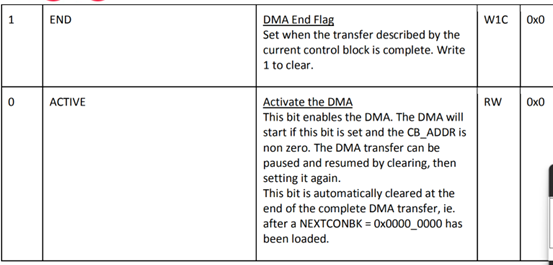 1 END DMA End Flag W1C 0x0
Set when the transfer described by the
current control block is complete. Write
1 to clear.
0 ACTIVE Activate the DMA RW 0x0
This bit enables the DMA. The DMA will
start if this bit is set and the CB_ADDR is
non zero. The DMA transfer can be
paused and resumed by clearing, then
setting it again.
This bit is automatically cleared at the
end of the complete DMA transfer, ie.
after a NEXTCONBK = 0x0000_0000 has
been loaded.